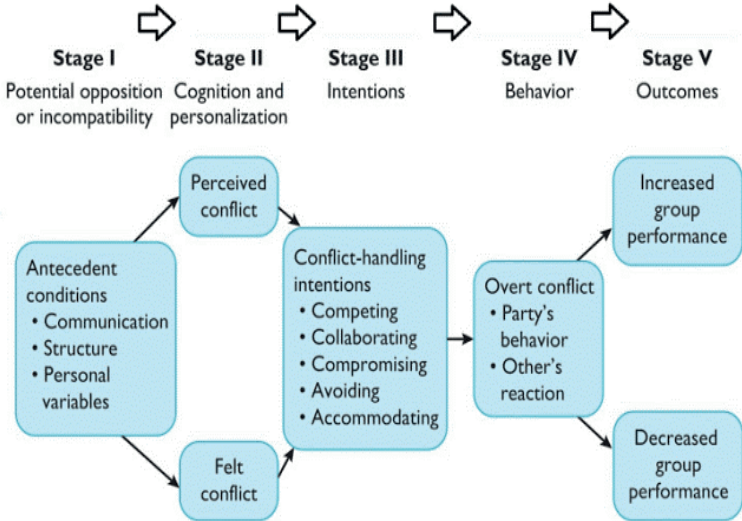 Stage I
Potential opposition
or incompatibility
Stage II
Cognition and
personalization
Stage III
Intentions
Stage IV
Behavior
Stage V
Outcomes
Antecedent
conditions
• Communication
• Structure
• Personal
variables
Perceived
conflict
Felt
conflict
Conflict-handling
intentions
• Competing
• Collaborating
• Compromising
• Avoiding
• Accommodating
Overt conflict
• Party's
behavior
• Other's
reaction
Increased
group
performance
Decreased
group
performance